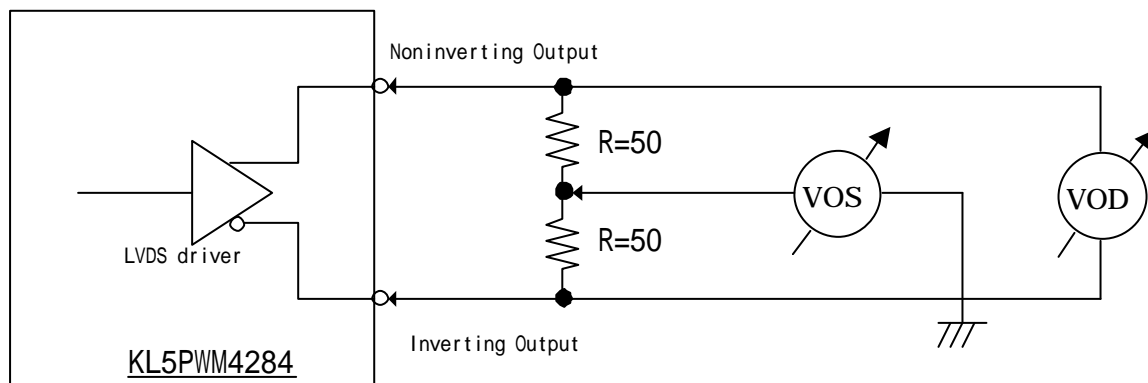 Noninverting Output
R=50
VOS
VOD
R=50
LVDS driver
Inverting Output
KL5PWM4284